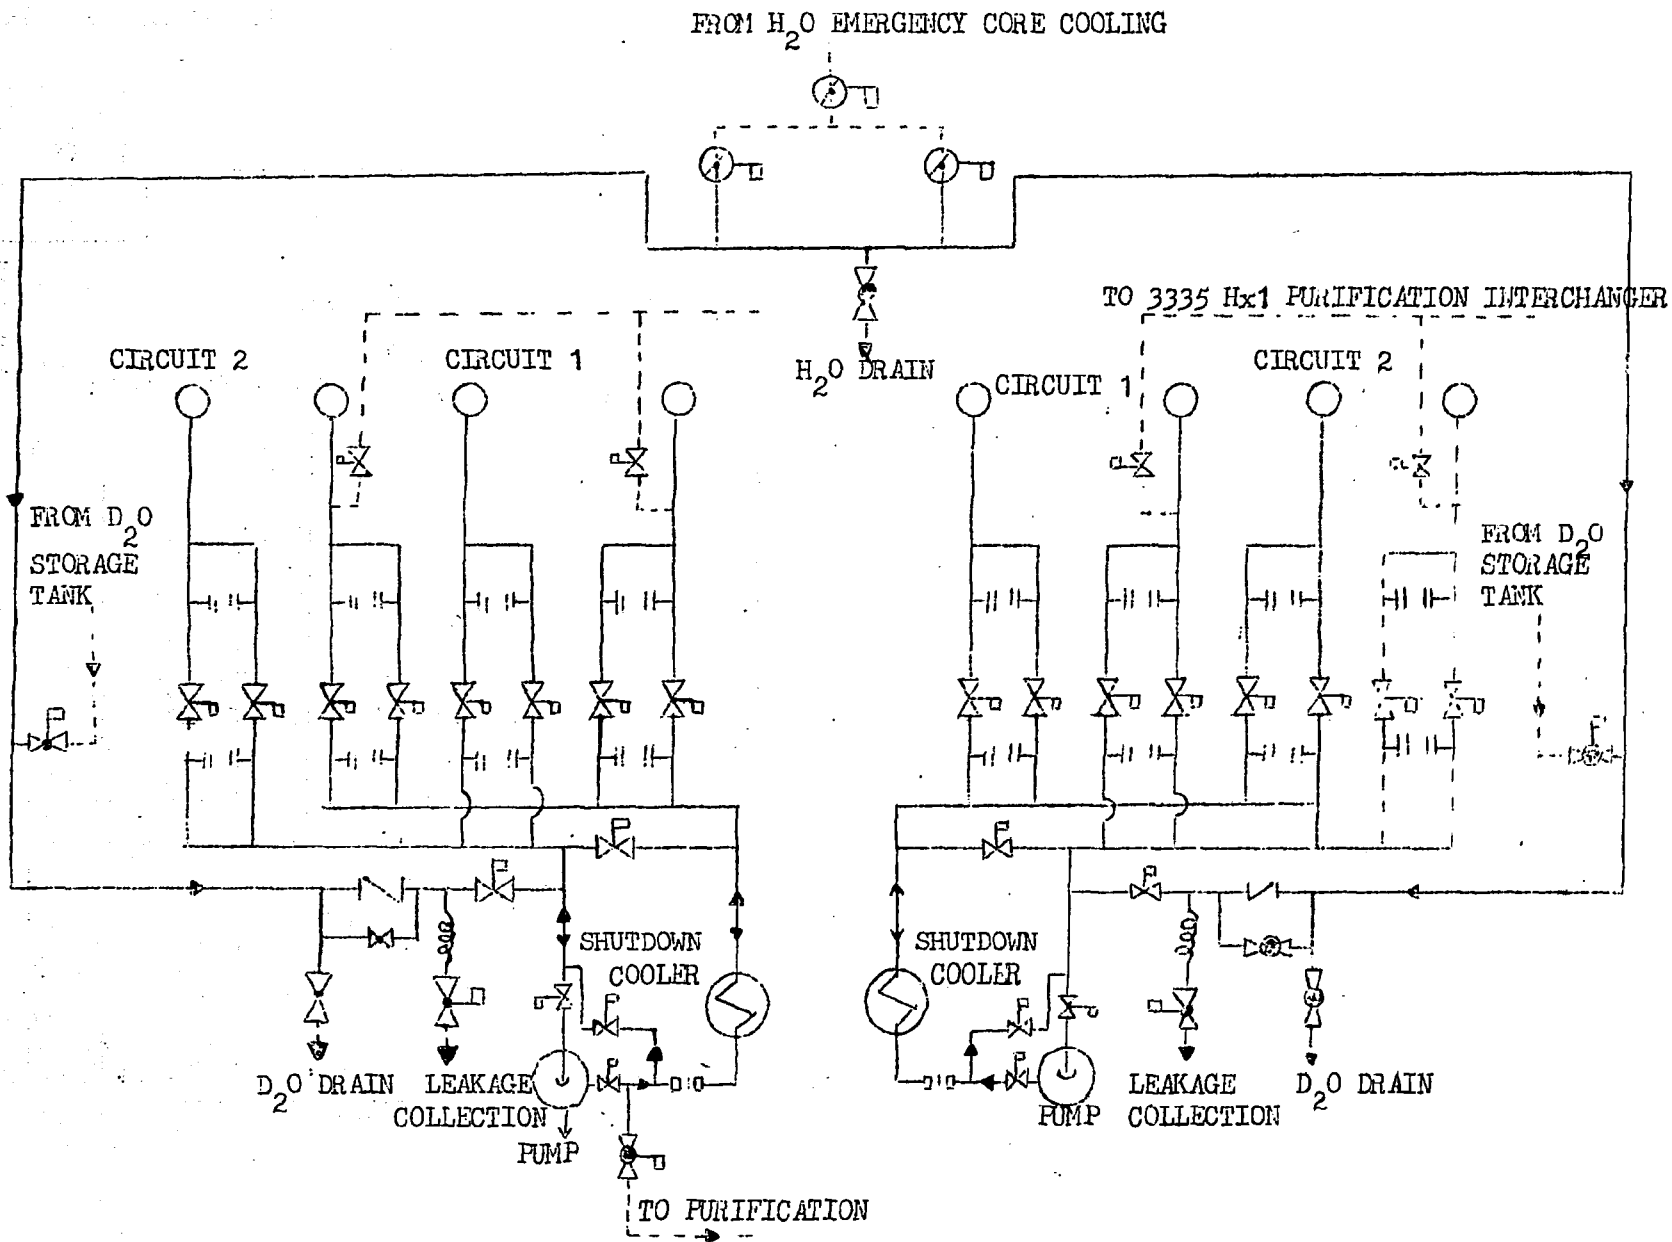 FROM H2O EMERGENCY CORE COOLING
TO 3335 Hx1 PURIFICATION INTERCHANGER
CIRCUIT 2
CIRCUIT 1
H2O DRAIN
CIRCUIT 1
CIRCUIT 2
FROM D2O
STORAGE
TANK
FROM D2O
STORAGE
TANK
SHUTDOWN
COOLER
SHUTDOWN
COOLER
D2O DRAIN
LEAKAGE
COLLECTION
PUMP
PUMP
LEAKAGE
COLLECTION
D2O DRAIN
TO PURIFICATION